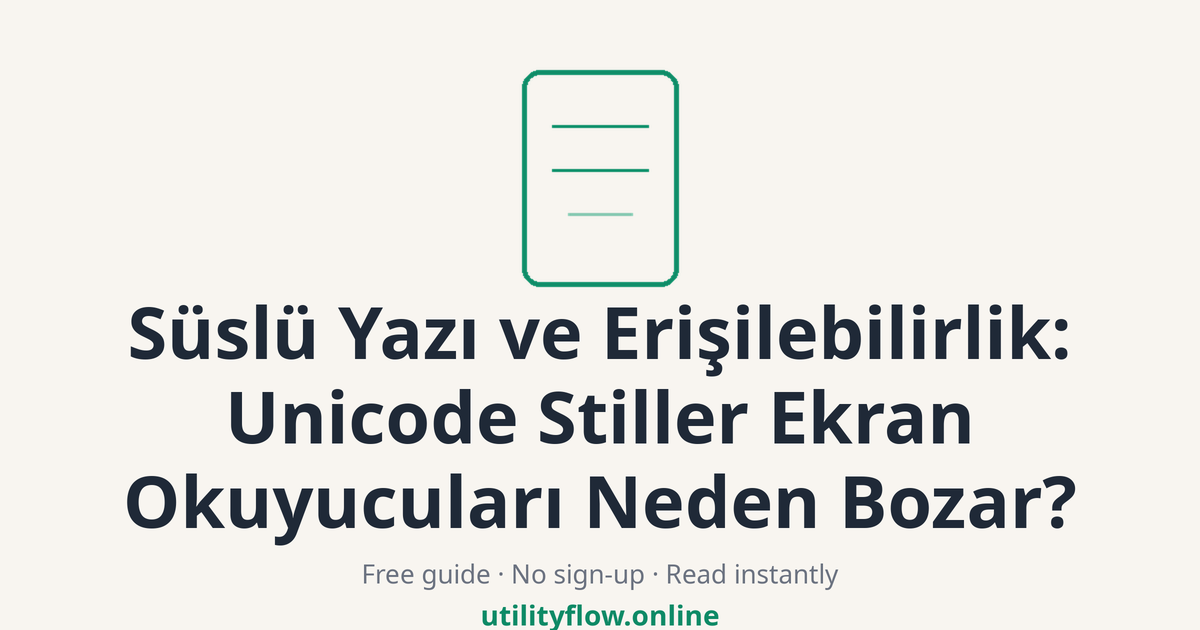 Süslü Yazı ve Erişilebilirlik:
Unicode Stiller Ekran
Okuyucuları Neden Bozar?
Free guide · No sign-up · Read instantly
utilityflow.online